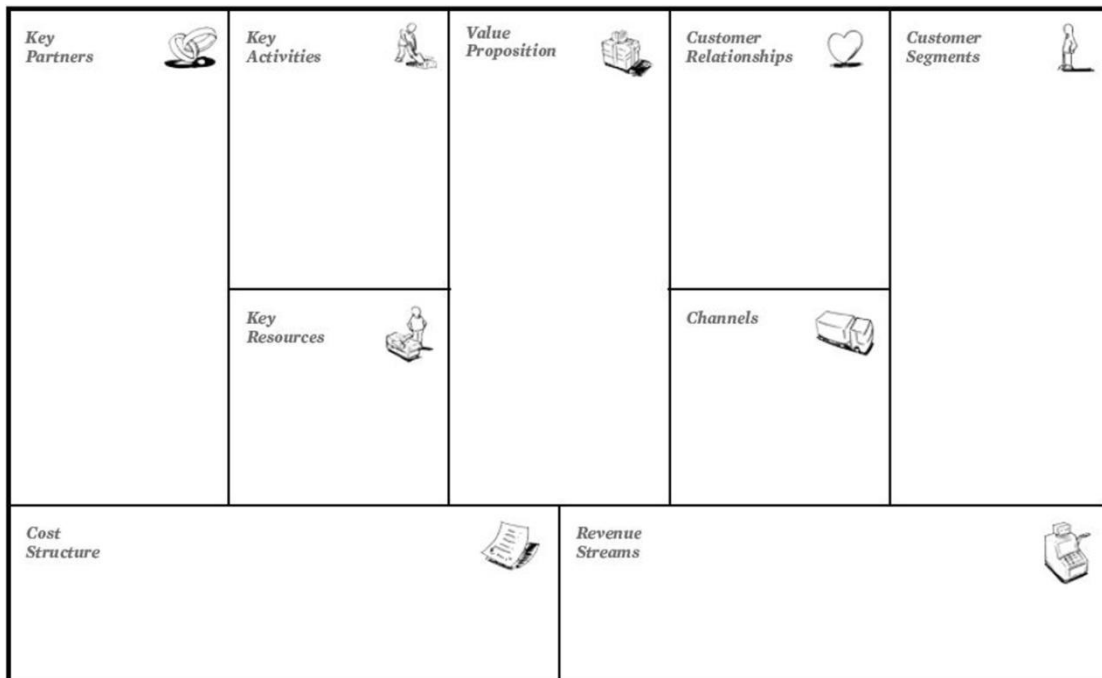 Key
Partners
Key
Activities
Value
Proposition
Customer
Relationships
Customer
Segments
Key
Resources
Channels
Cost
Structure
Revenue
Streams